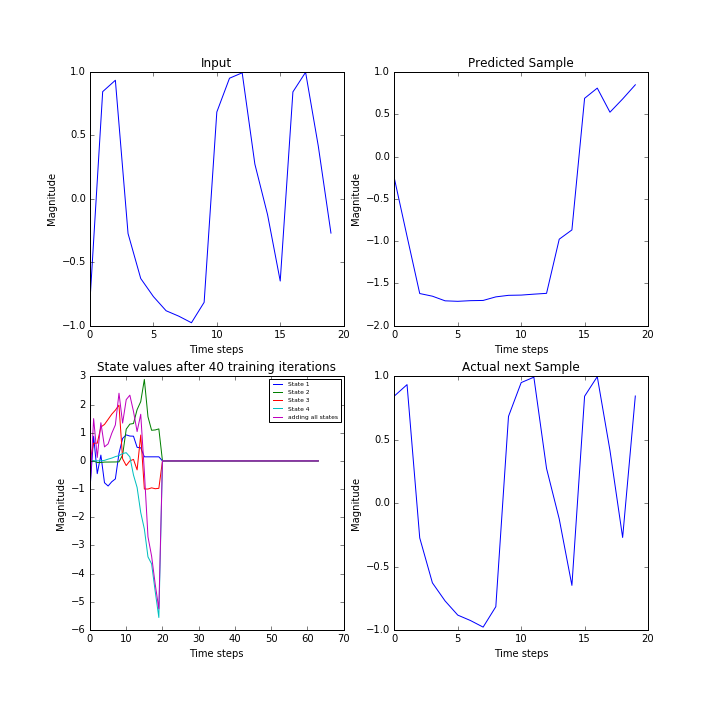 Input
1.0
0.5
0.0
−0.5
−1.0
Magnitude
0 5 10 15 20
Time steps
Predicted Sample
1.0
0.5
0.0
−0.5
−1.0
−1.5
−2.0
Magnitude
0 5 10 15 20
Time steps
State values after 40 training iterations
3
2
1
0
−1
−2
−3
−4
−5
−6
Magnitude
State 1
State 2
State 3
State 4
adding all states
0 10 20 30 40 50 60 70
Time steps
Actual next Sample
1.0
0.5
0.0
−0.5
−1.0
Magnitude
0 5 10 15 20
Time steps